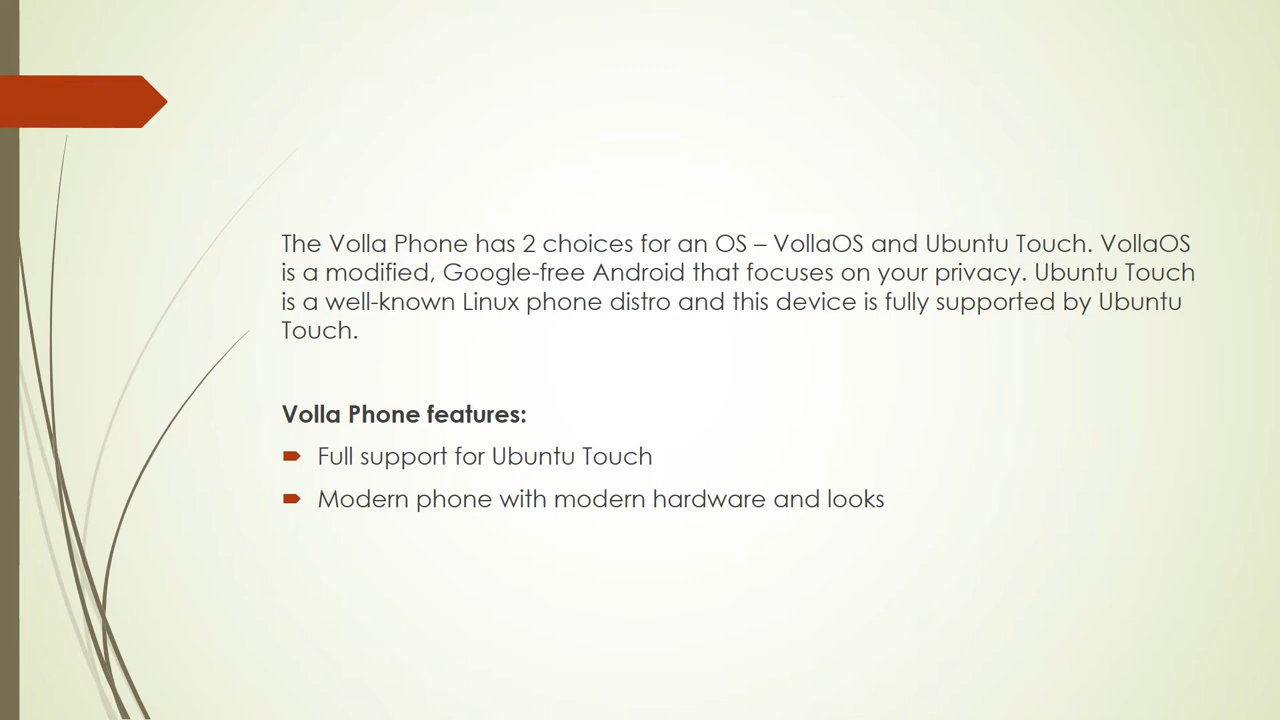 The Volla Phone has 2 choices for an OS – VollaOS and Ubuntu Touch. VollaOS
is a modified, Google-free Android that focuses on your privacy. Ubuntu Touch
is a well-known Linux phone distro and this device is fully supported by Ubuntu
Touch.
Volla Phone features:
Full support for Ubuntu Touch
Modern phone with modern hardware and looks